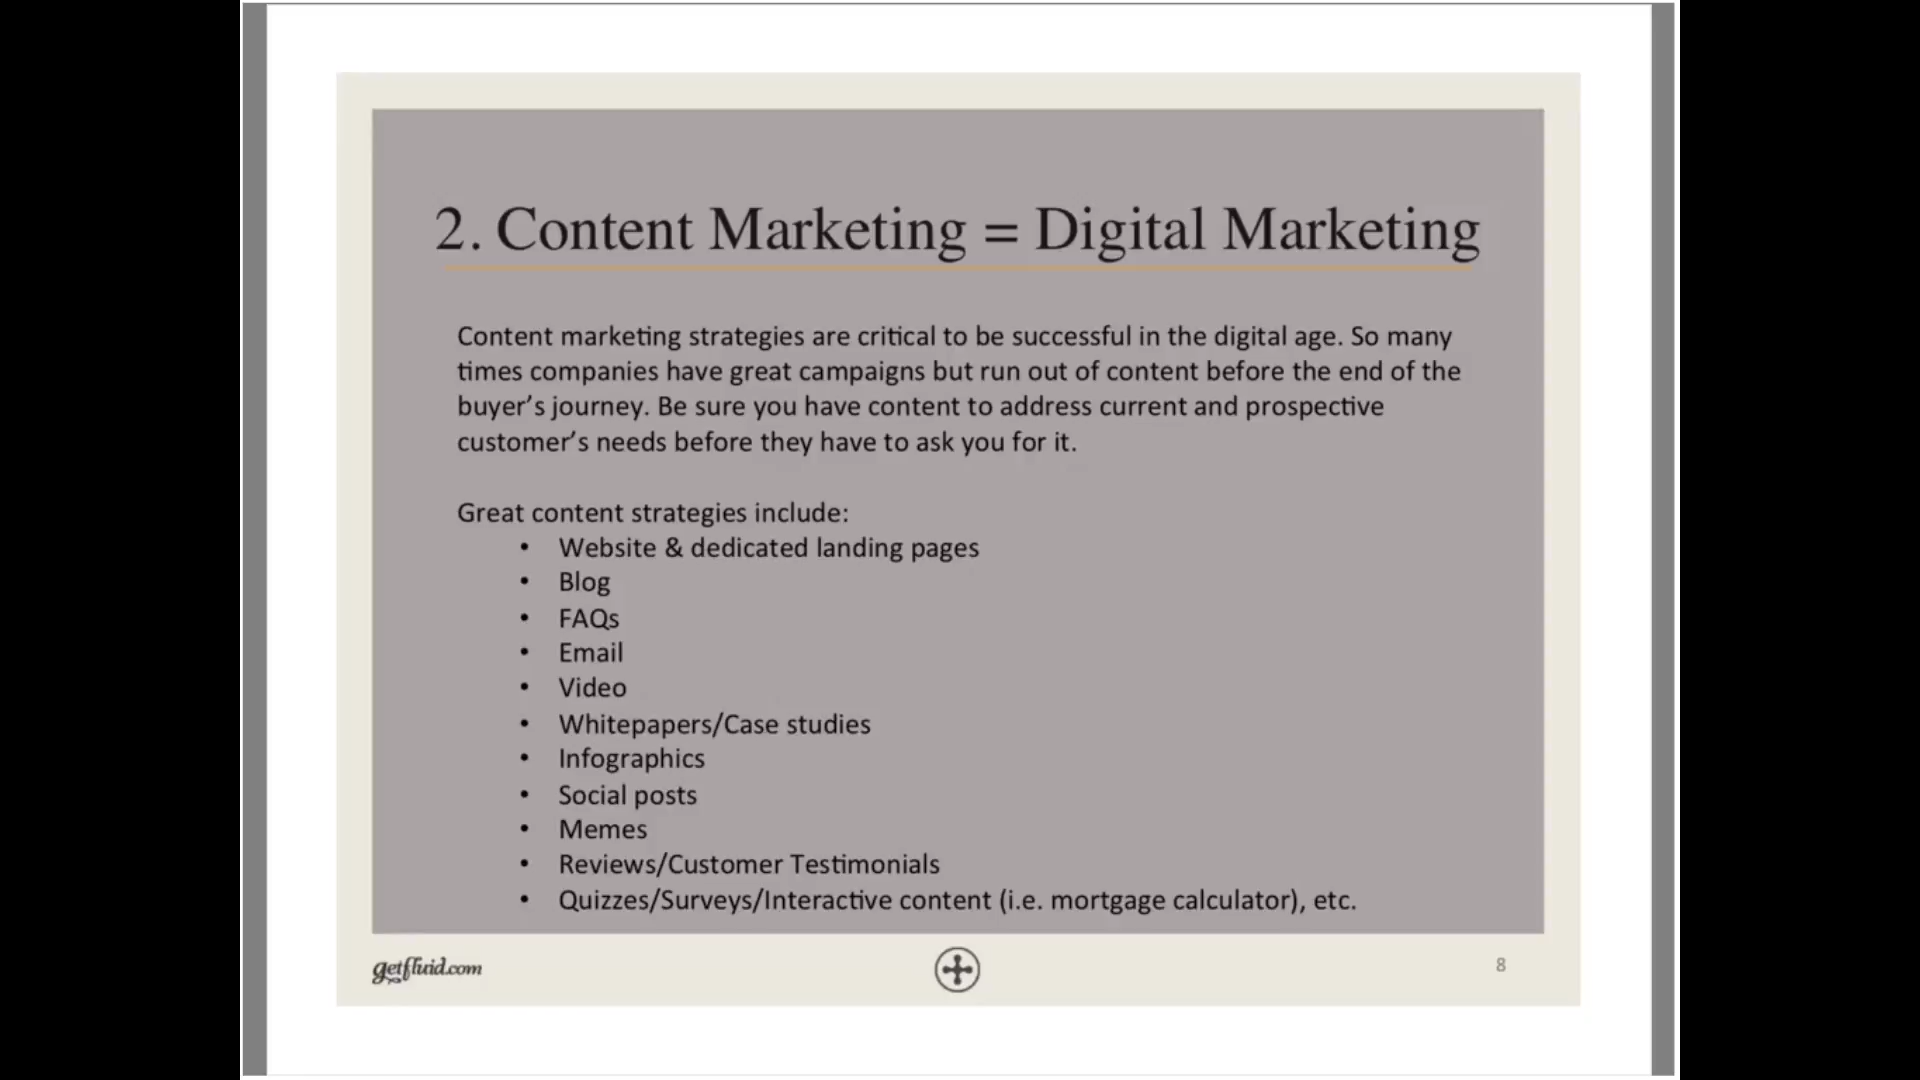 2. Content Marketing = Digital Marketing
Content marketing strategies are critical to be successful in the digital age. So many
times companies have great campaigns but run out of content before the end of the
buyer’s journey. Be sure you have content to address current and prospective
customer’s needs before they have to ask you for it.
Great content strategies include:
• Website & dedicated landing pages
• Blog
• FAQs
• Email
• Video
• Whitepapers/Case studies
• Infographics
• Social posts
• Memes
• Reviews/Customer Testimonials
• Quizzes/Surveys/Interactive content (i.e. mortgage calculator), etc.
getfluid.com
8